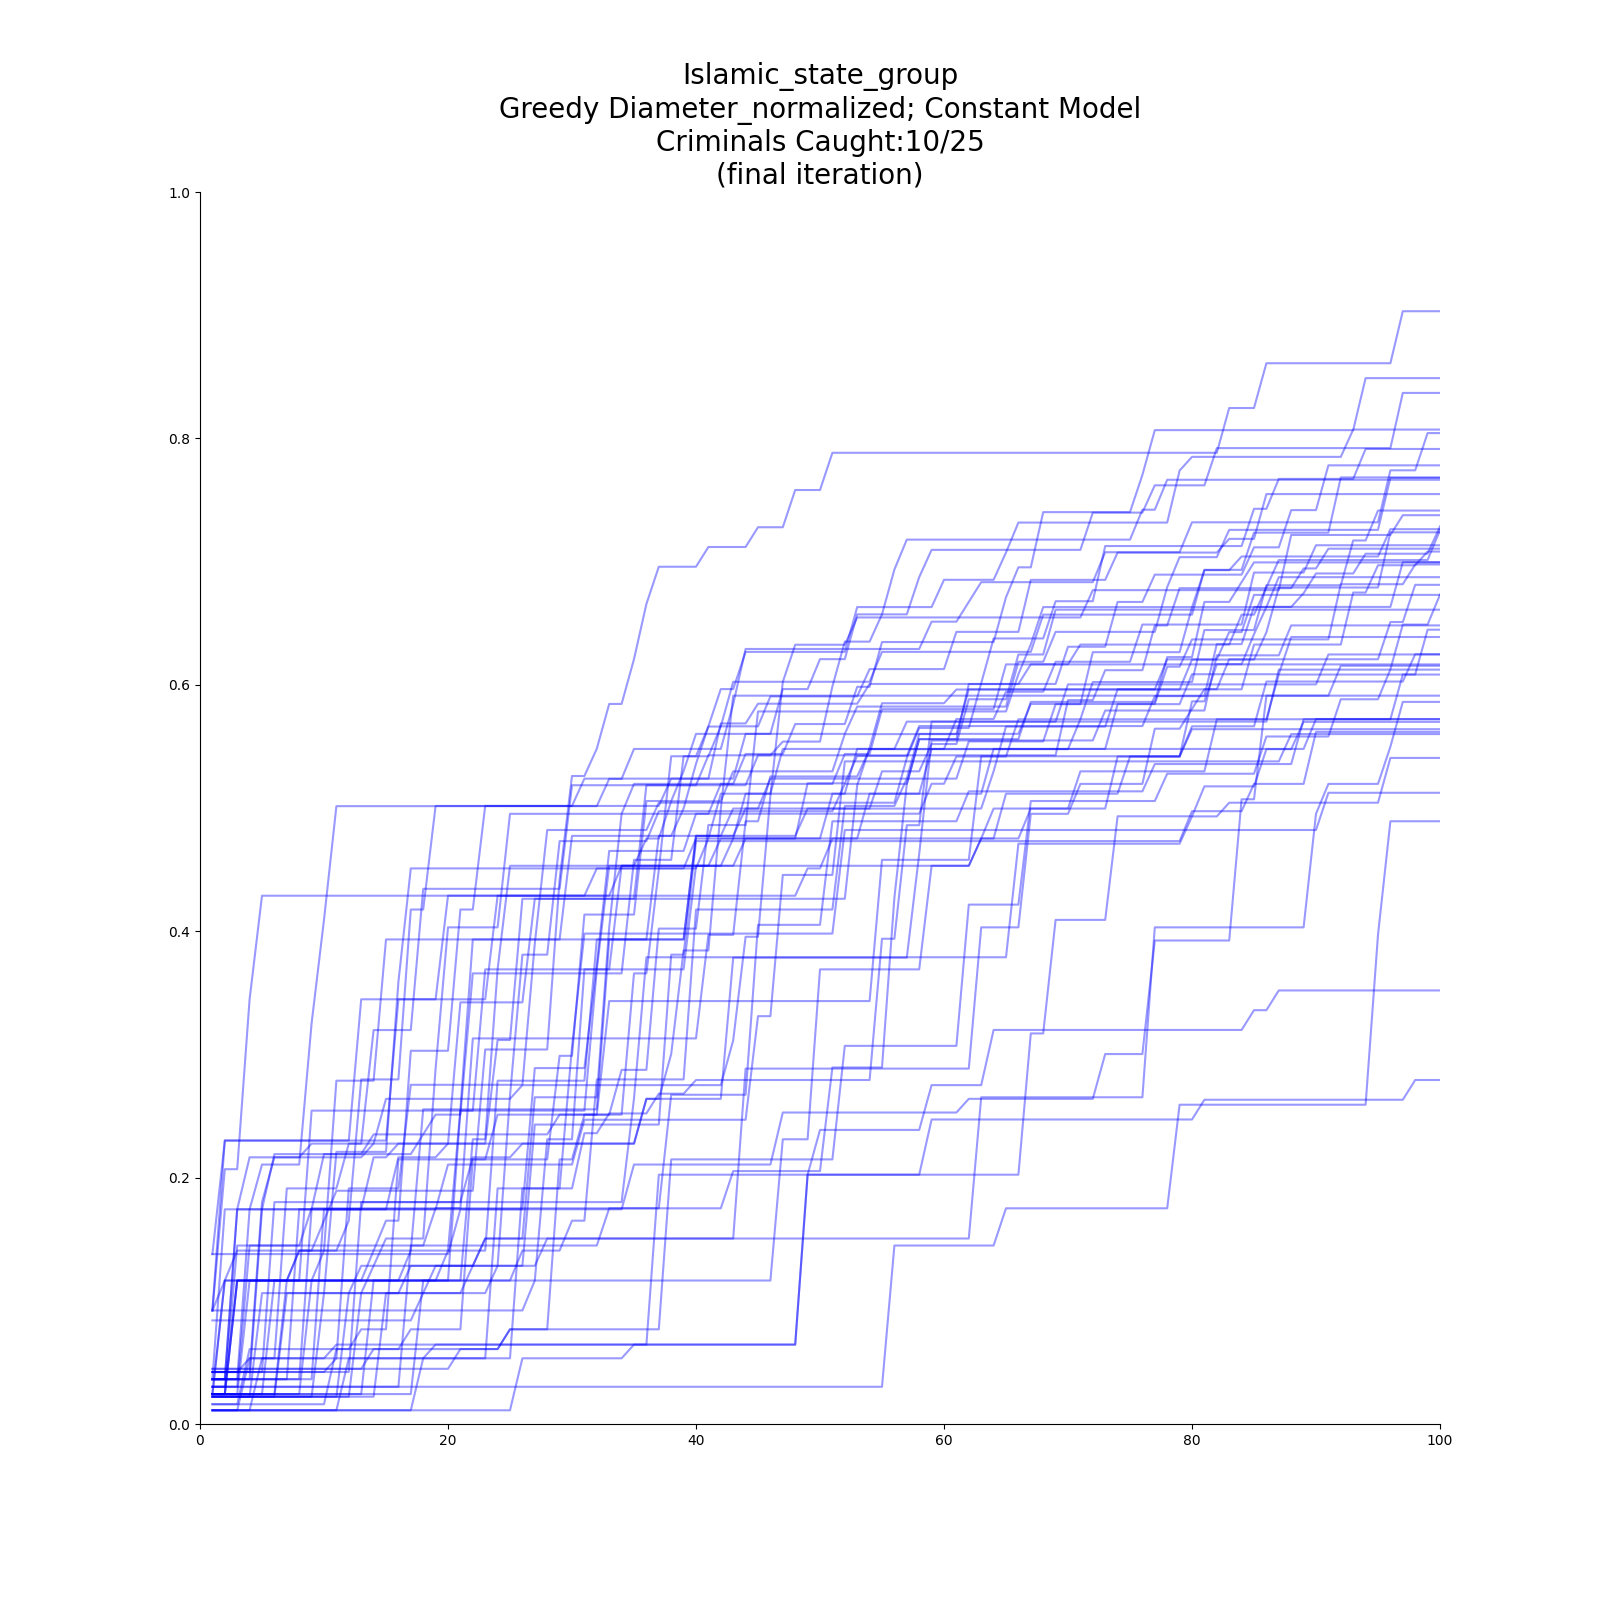 Islamic_state_group
Greedy Diameter_normalized; Constant Model
Criminals Caught:10/25
(final iteration)
1.0
0.8
0.6
0.4
0.2
0.0
0 20 40 60 80 100